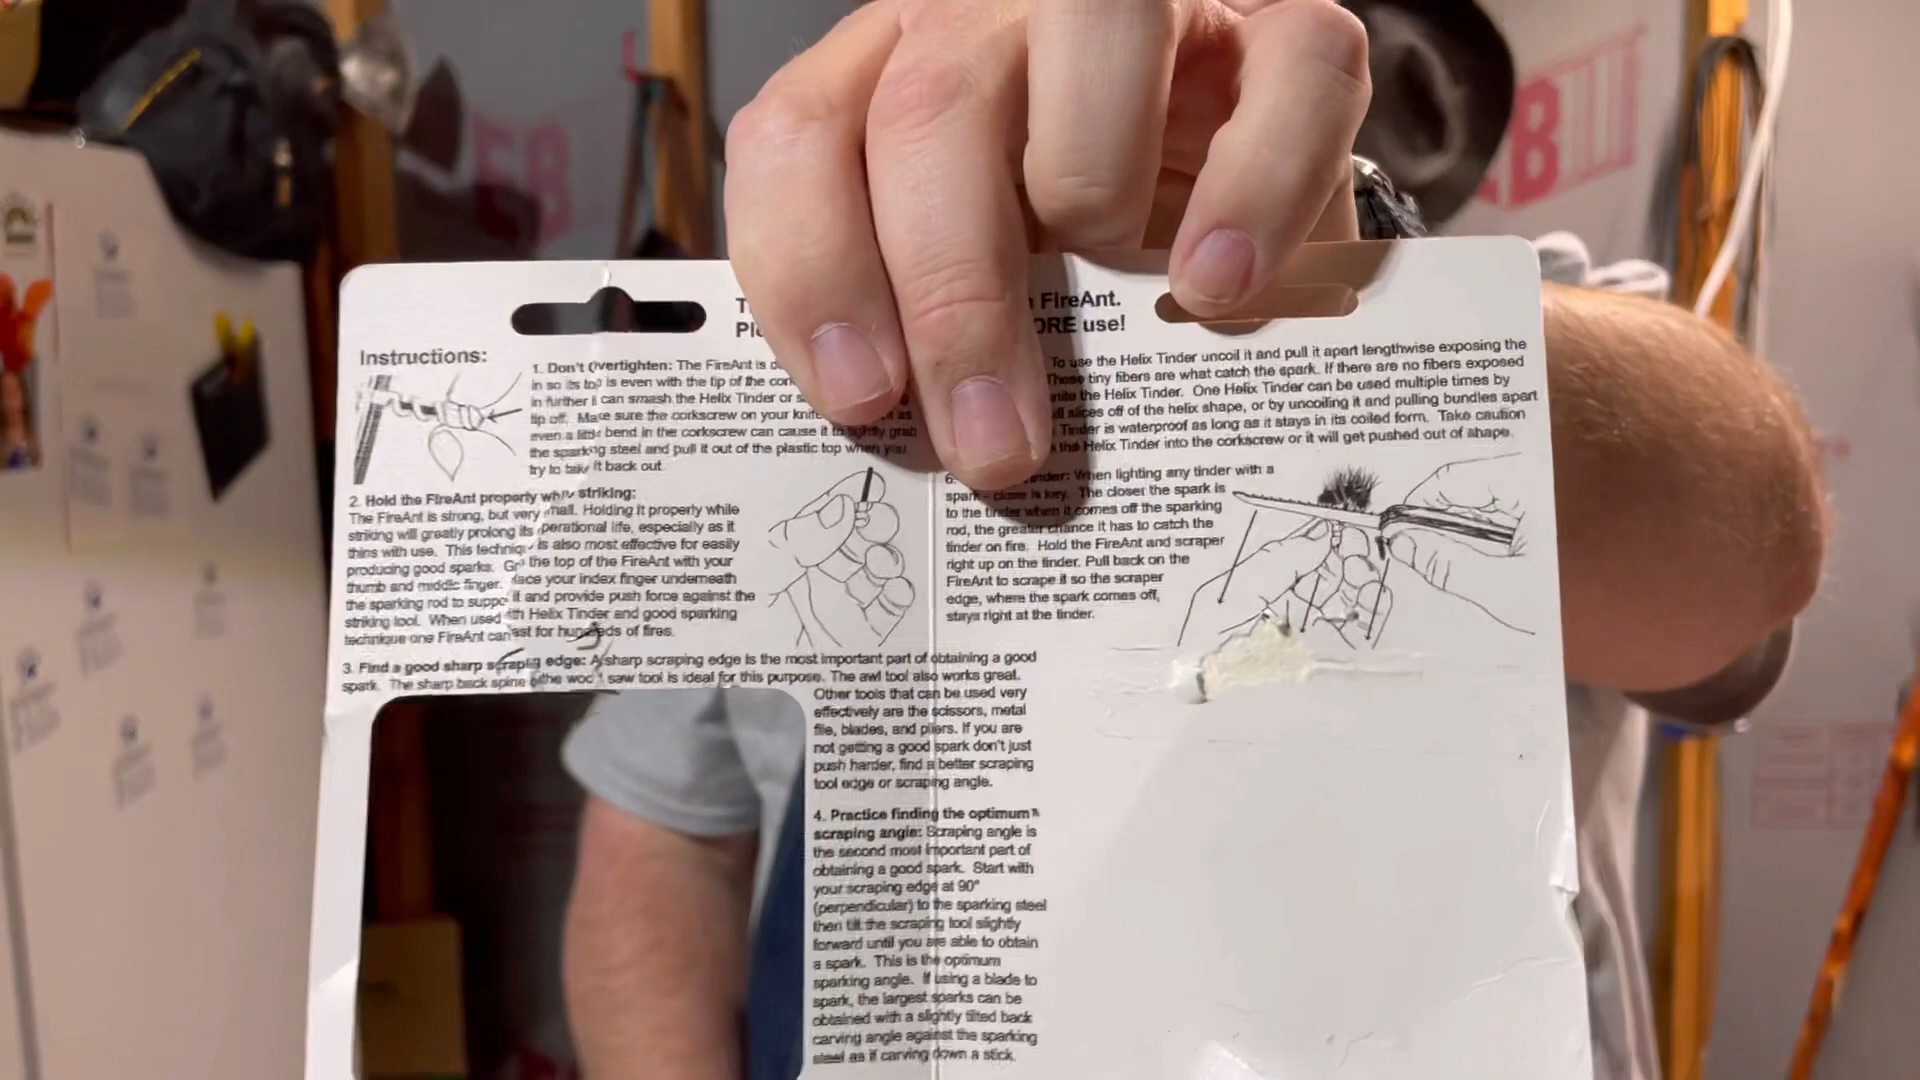 FireAnt.
use!
Instructions:
1. Don't Overtighten: The FireAnt is
in so its top is even with the tip of the
in further it can smash the Helix Tinder or
tip off. Make sure the corkscrew on your knife as
even a little bend in the corkscrew can cause it to lightly grab
the sparking steel and pull it out of the plastic top when you
try to take it back out.
2. Hold the FireAnt properly while striking:
The FireAnt is strong, but very small. Holding it properly while
striking will greatly prolong its operational life, especially as it
thins with use. This technique is also most effective for easily
producing good sparks. Grip the top of the FireAnt with your
thumb and middle finger. Place your index finger underneath
the sparking rod to support it and provide push force against the
striking tool. When used with Helix Tinder and good sparking
technique one FireAnt can last for hundreds of fires.
3. Find a good sharp scraping edge: A sharp scraping edge is the most important part of obtaining a good
spark. The sharp back spine of the wood saw tool is ideal for this purpose. The awl tool also works great.
Other tools that can be used very
effectively are the scissors, metal
file, blades, and pliers. If you are
not getting a good spark don't just
push harder, find a better scraping
tool edge or scraping angle.
4. Practice finding the optimum
scraping angle: Scraping angle is
the second most important part of
obtaining a good spark. Start with
your scraping edge at 90°
(perpendicular) to the sparking steel
then tilt the scraping tool slightly
forward until you are able to obtain
a spark. This is the optimum
sparking angle. If using a blade to
spark, the largest sparks can be
obtained with a slightly tilted back
carving angle against the sparking
steel as if carving down a stick.
To use the Helix Tinder uncoil it and pull it apart lengthwise exposing the
These tiny fibers are what catch the spark. If there are no fibers exposed
the Helix Tinder. One Helix Tinder can be used multiple times by
slices off of the helix shape, or by uncoiling it and pulling bundles apart
Tinder is waterproof as long as it stays in its coiled form. Take caution
the Helix Tinder into the corkscrew or it will get pushed out of shape.
6. When lighting any tinder with a
spark - close is key. The closer the spark is
to the tinder when it comes off the sparking
rod, the greater chance it has to catch the
tinder on fire. Hold the FireAnt and scraper
right up on the tinder. Pull back on the
FireAnt to scrape it so the scraper
edge, where the spark comes off,
stays right at the tinder.